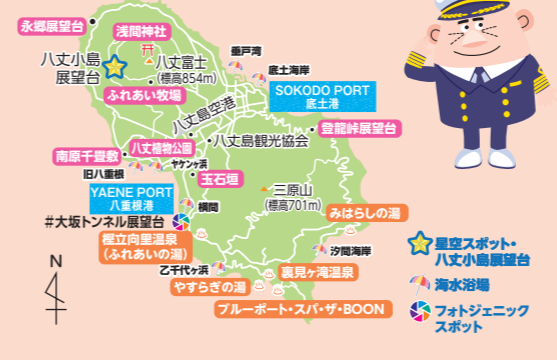 永郷展望台
浅間神社
八丈小島
展望台
八丈富士
(標高854m)
ふれあい牧場
垂戸湾
底土海岸
SOKODO PORT
底土港
八丈島空港
登龍峠展望台
八丈島観光協会
八丈植物公園
南原千畳敷
ヤケンヶ浜
旧八重根
玉石垣
YAENE PORT
八重根港
三原山
(標高701m)
横間
#大坂トンネル展望台
みはらしの湯
樫立向里温泉
(ふれあいの湯)
汐間海岸
乙千代ヶ浜
裏見ヶ滝温泉
やすらぎの湯
ブルーポート・スパ・ザ・BOON
N
星空スポット・
八丈小島展望台
海水浴場
フォトジェニック
スポット